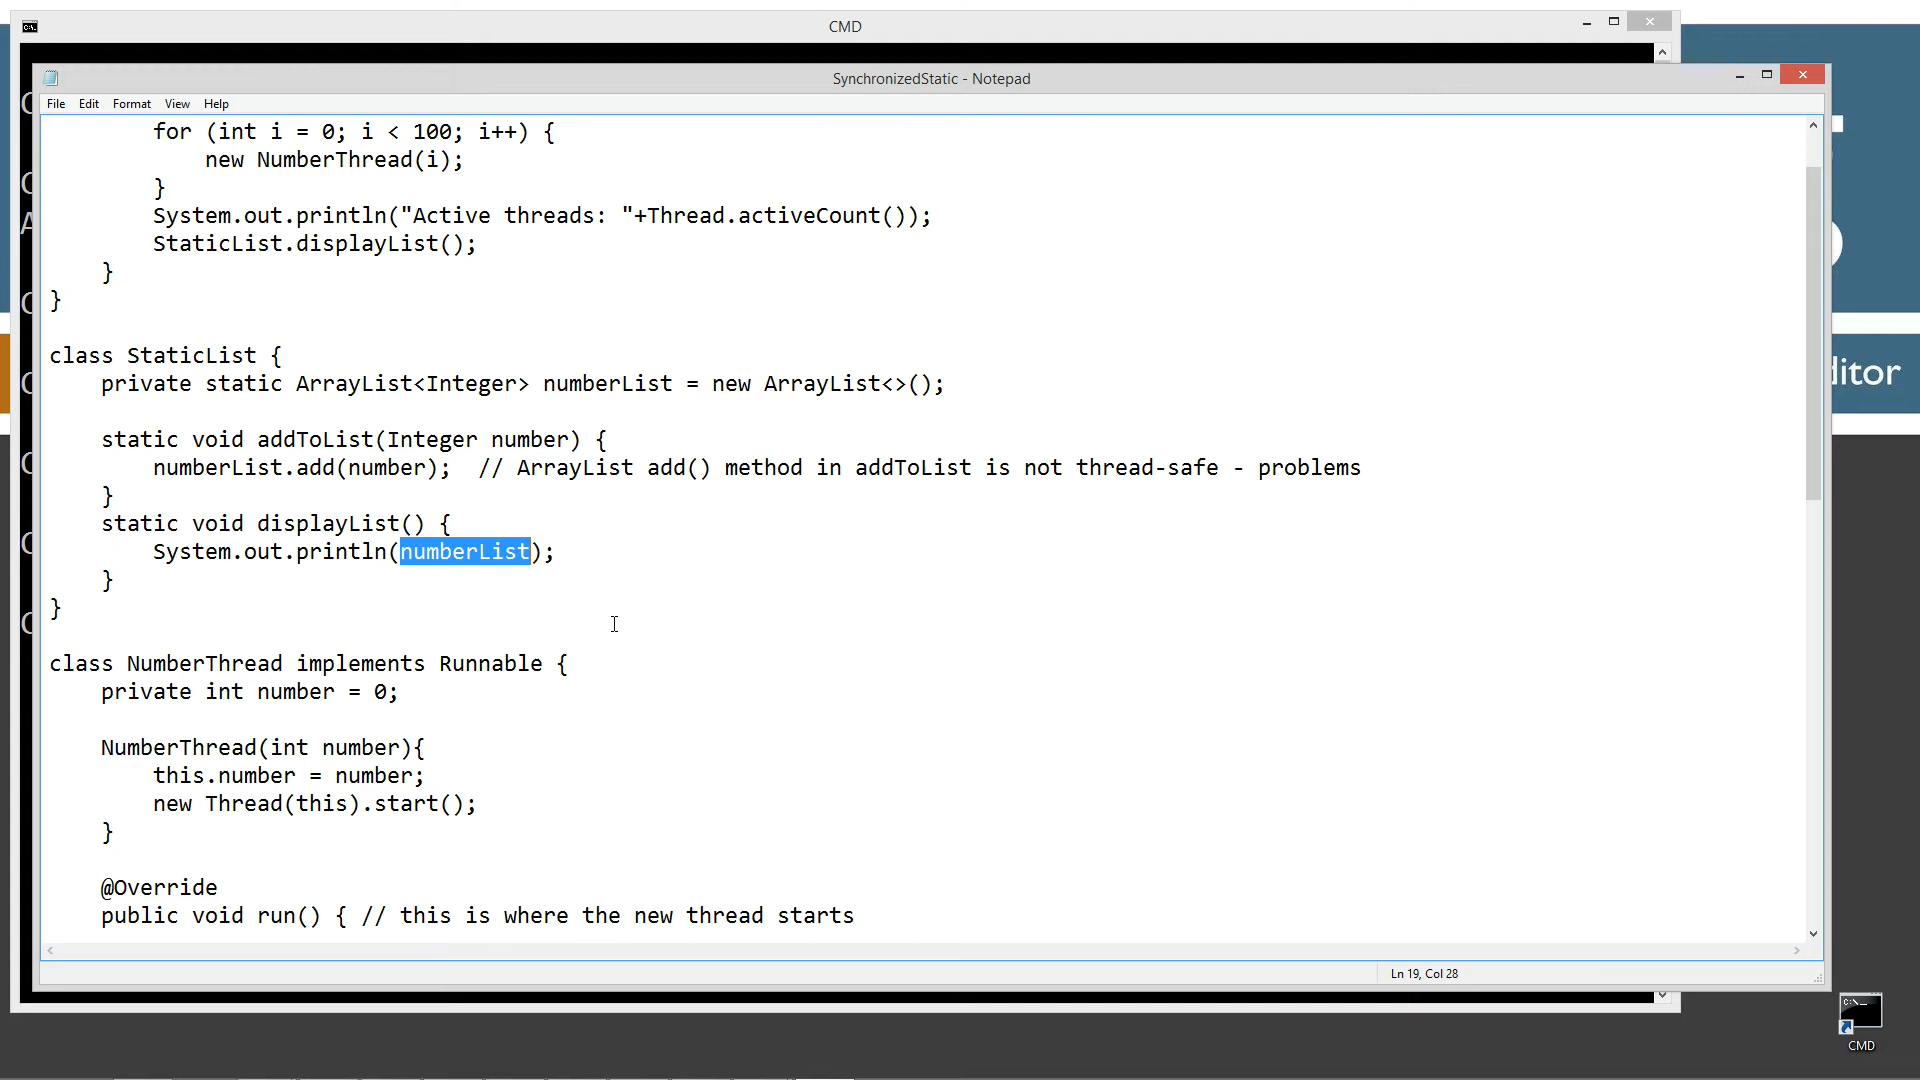 CMD
SynchronizedStatic - Notepad
File Edit Format View Help
for (int i = 0; i < 100; i++) {
new NumberThread(i);
}
System.out.println("Active threads: "+Thread.activeCount());
StaticList.displayList();
}
}
class StaticList {
private static ArrayList<Integer> numberList = new ArrayList<>();
static void addToList(Integer number) {
numberList.add(number);  // ArrayList add() method in addToList is not thread-safe - problems
}
static void displayList() {
System.out.println(numberList);
}
}
class NumberThread implements Runnable {
private int number = 0;
NumberThread(int number){
this.number = number;
new Thread(this).start();
}
@Override
public void run() { // this is where the new thread starts
Ln 19, Col 28
ditor
CMD